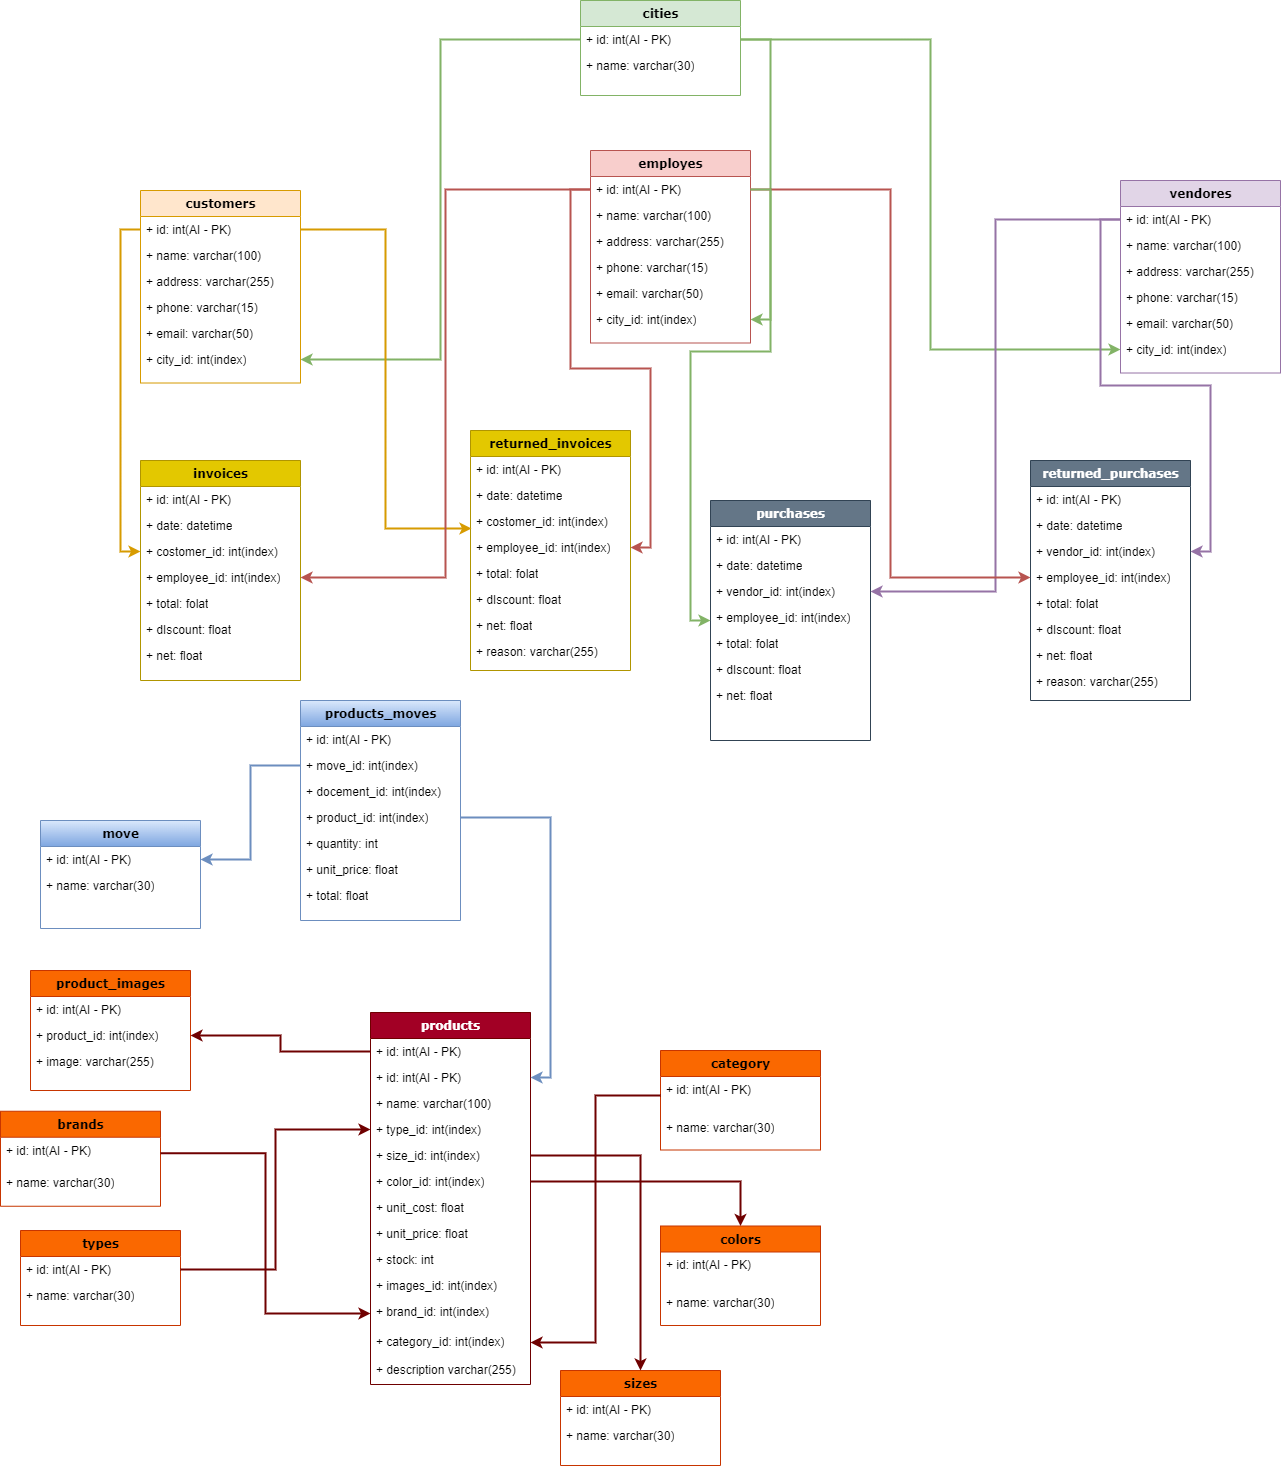 cities
+ id: int(AI - PK)
+ name: varchar(30)
employes
+ id: int(AI - PK)
+ name: varchar(100)
+ address: varchar(255)
+ phone: varchar(15)
+ email: varchar(50)
+ city_id: int(index)
customers
+ id: int(AI - PK)
+ name: varchar(100)
+ address: varchar(255)
+ phone: varchar(15)
+ email: varchar(50)
+ city_id: int(index)
vendores
+ id: int(AI - PK)
+ name: varchar(100)
+ address: varchar(255)
+ phone: varchar(15)
+ email: varchar(50)
+ city_id: int(index)
invoices
+ id: int(AI - PK)
+ date: datetime
+ costomer_id: int(index)
+ employee_id: int(index)
+ total: folat
+ dIscount: float
+ net: float
returned_invoices
+ id: int(AI - PK)
+ date: datetime
+ costomer_id: int(index)
+ employee_id: int(index)
+ total: folat
+ dIscount: float
+ net: float
+ reason: varchar(255)
purchases
+ id: int(AI - PK)
+ date: datetime
+ vendor_id: int(index)
+ employee_id: int(index)
+ total: folat
+ dIscount: float
+ net: float
returned_purchases
+ id: int(AI - PK)
+ date: datetime
+ vendor_id: int(index)
+ employee_id: int(index)
+ total: folat
+ dIscount: float
+ net: float
+ reason: varchar(255)
products_moves
+ id: int(AI - PK)
+ move_id: int(index)
+ docement_id: int(index)
+ product_id: int(index)
+ quantity: int
+ unit_price: float
+ total: float
move
+ id: int(AI - PK)
+ name: varchar(30)
product_images
+ id: int(AI - PK)
+ product_id: int(index)
+ image: varchar(255)
products
+ id: int(AI - PK)
+ id: int(AI - PK)
+ name: varchar(100)
+ type_id: int(index)
+ size_id: int(index)
+ color_id: int(index)
+ unit_cost: float
+ unit_price: float
+ stock: int
+ images_id: int(index)
+ brand_id: int(index)
+ category_id: int(index)
+ description varchar(255)
category
+ id: int(AI - PK)
+ name: varchar(30)
brands
+ id: int(AI - PK)
+ name: varchar(30)
types
+ id: int(AI - PK)
+ name: varchar(30)
colors
+ id: int(AI - PK)
+ name: varchar(30)
sizes
+ id: int(AI - PK)
+ name: varchar(30)